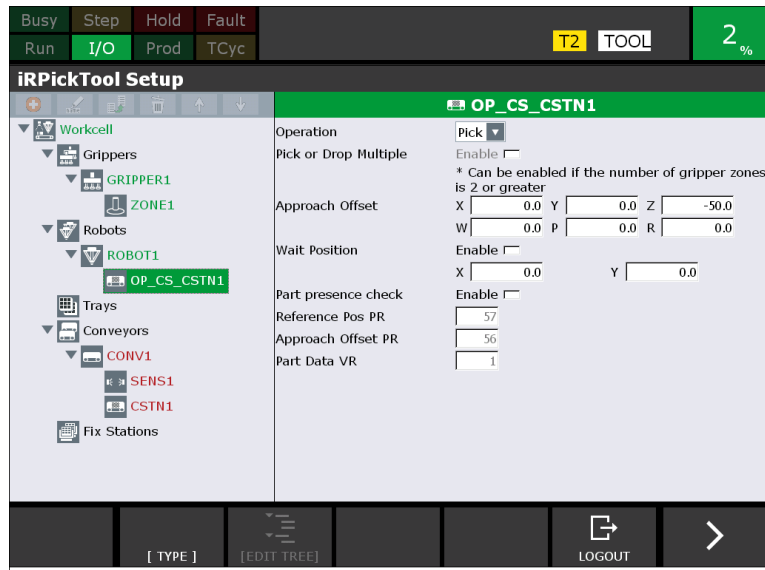 Busy Step Hold Fault
Run I/O Prod TCyc
T2 TOOL
2 %
iRPickTool Setup
OP_CS_CSTN1
Workcell
Grippers
GRIPPER1
ZONE1
Robots
ROBOT1
OP_CS_CSTN1
Trays
Conveyors
CONV1
SENS1
CSTN1
Fix Stations
Operation Pick
Pick or Drop Multiple Enable
* Can be enabled if the number of gripper zones
is 2 or greater
Approach Offset X 0.0 Y 0.0 Z -50.0
W 0.0 P 0.0 R 0.0
Wait Position Enable
X 0.0 Y 0.0
Part presence check Enable
Reference Pos PR 57
Approach Offset PR 56
Part Data VR 1
[ TYPE ] [EDIT TREE] LOGOUT